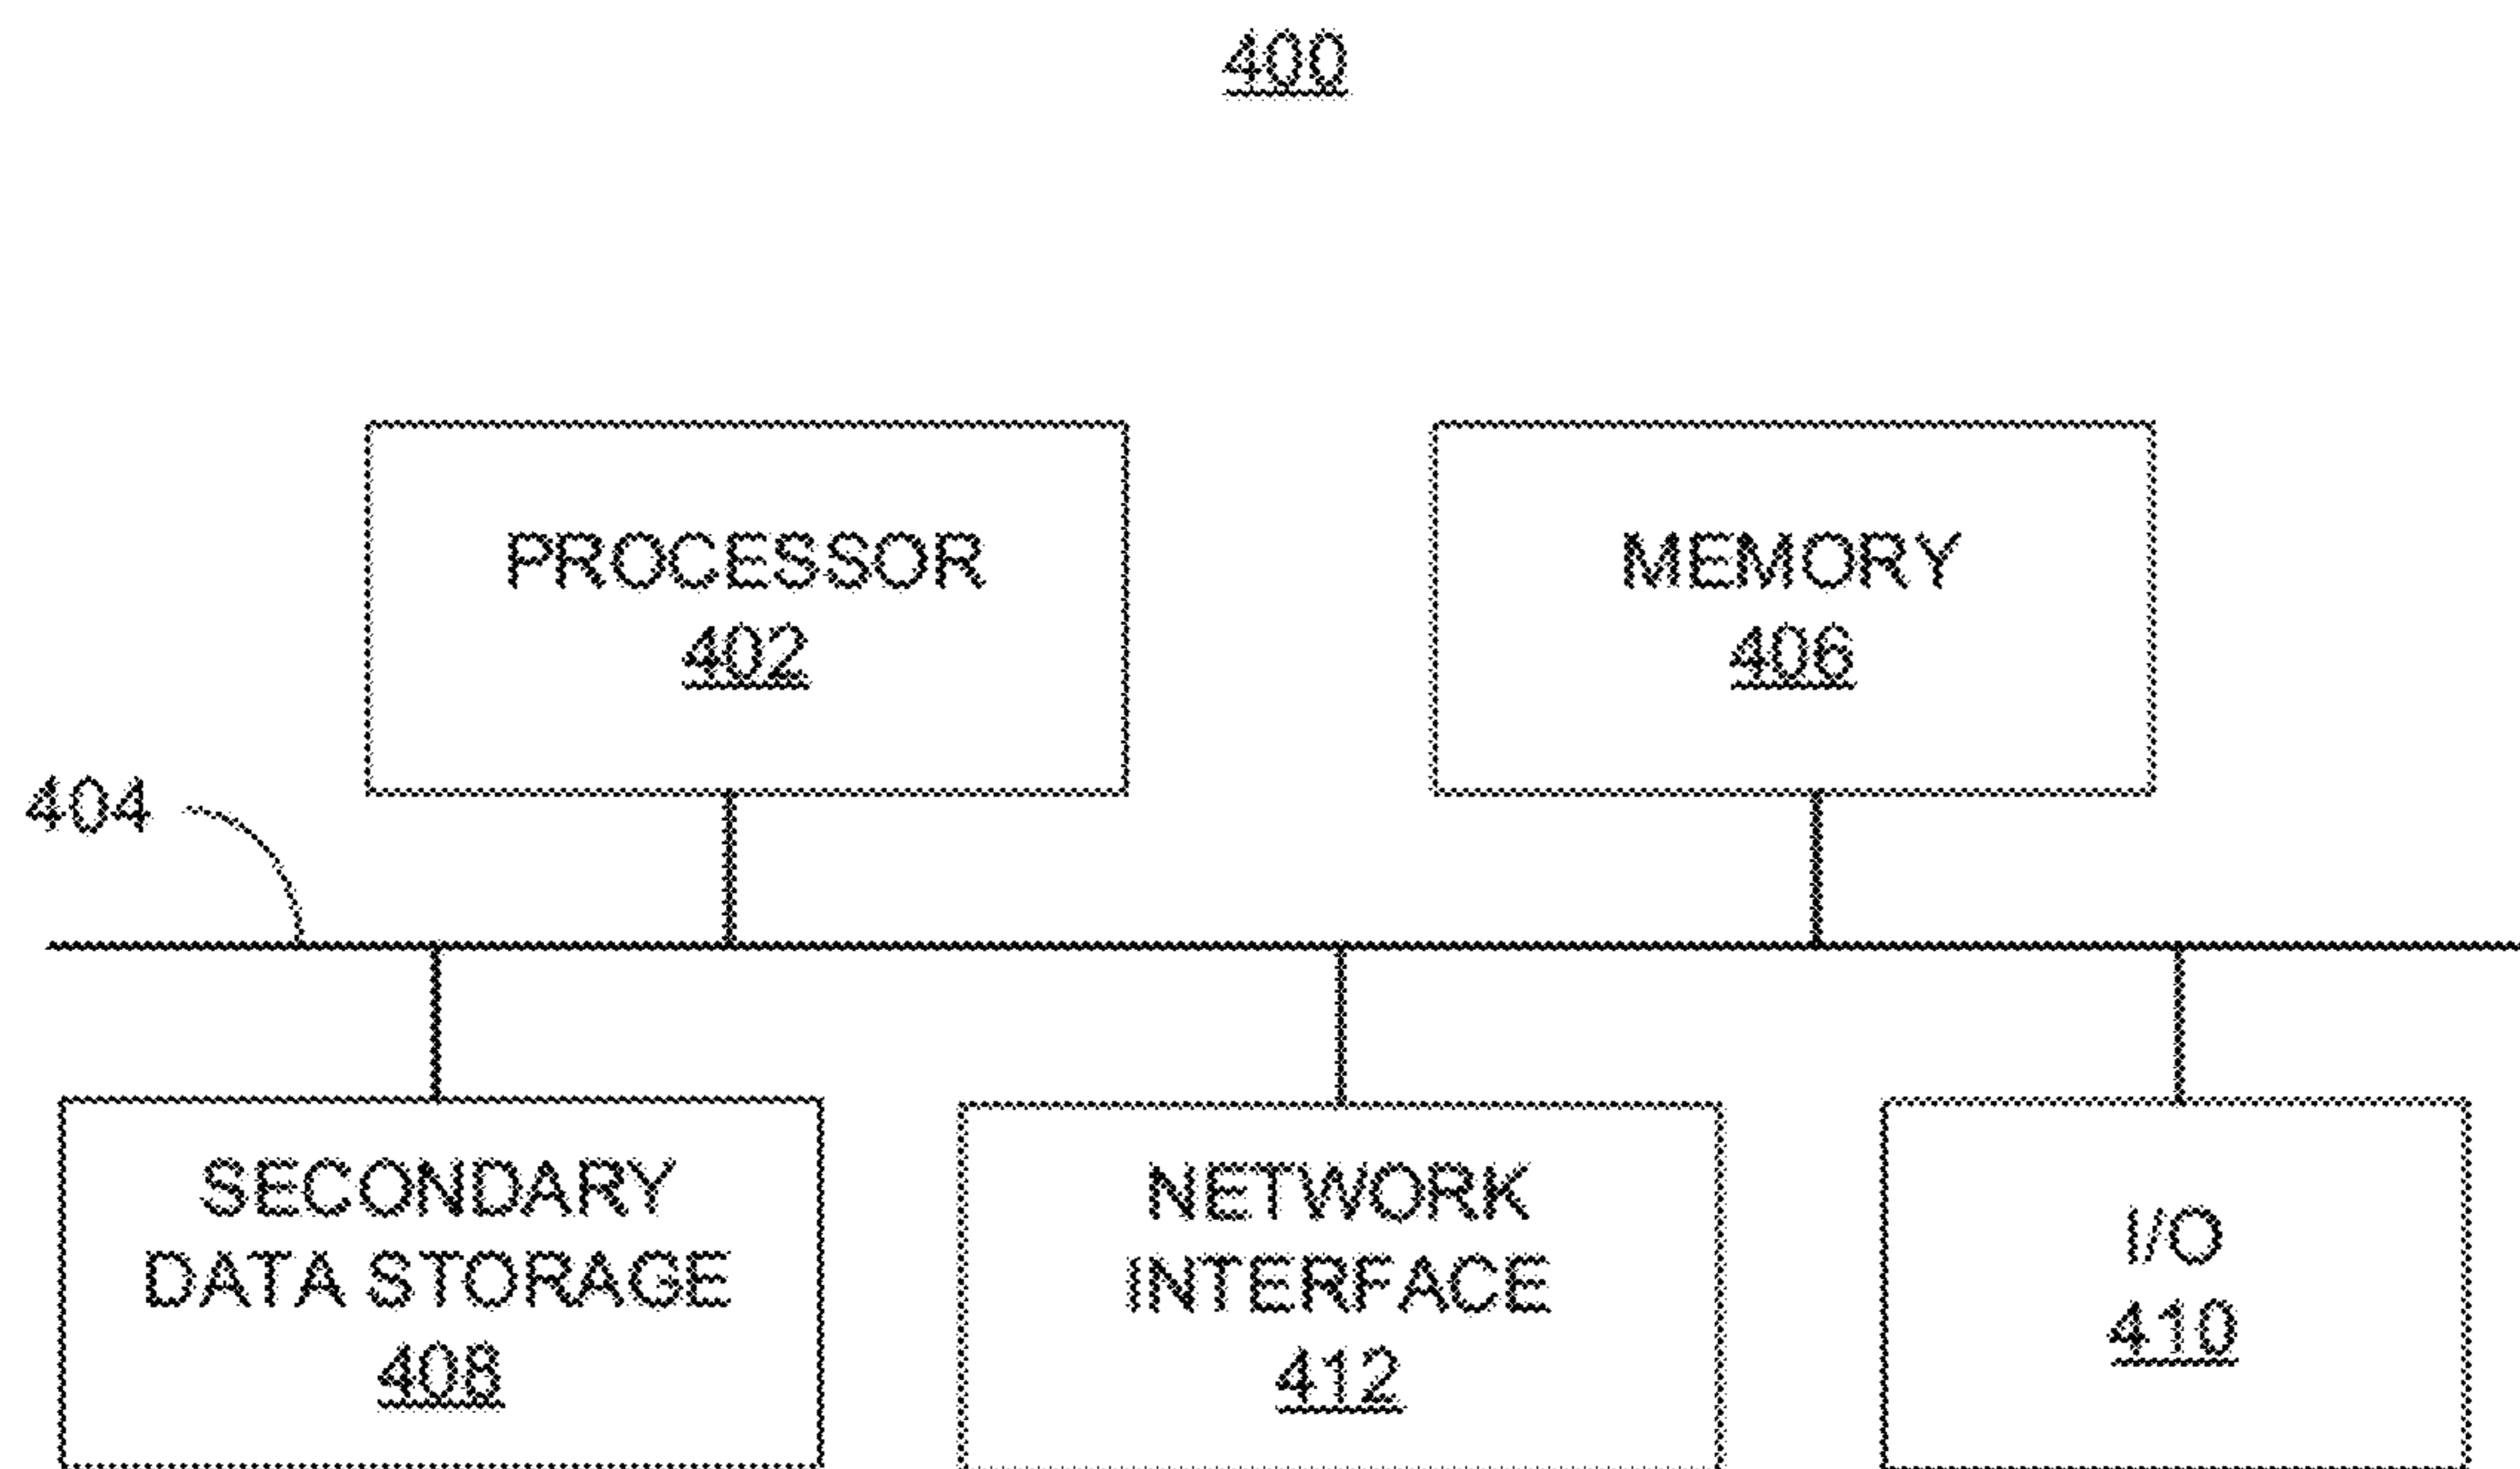 400
PROCESSOR
402
MEMORY
406
404
SECONDARY
DATA STORAGE
408
NETWORK
INTERFACE
412
I/O
410